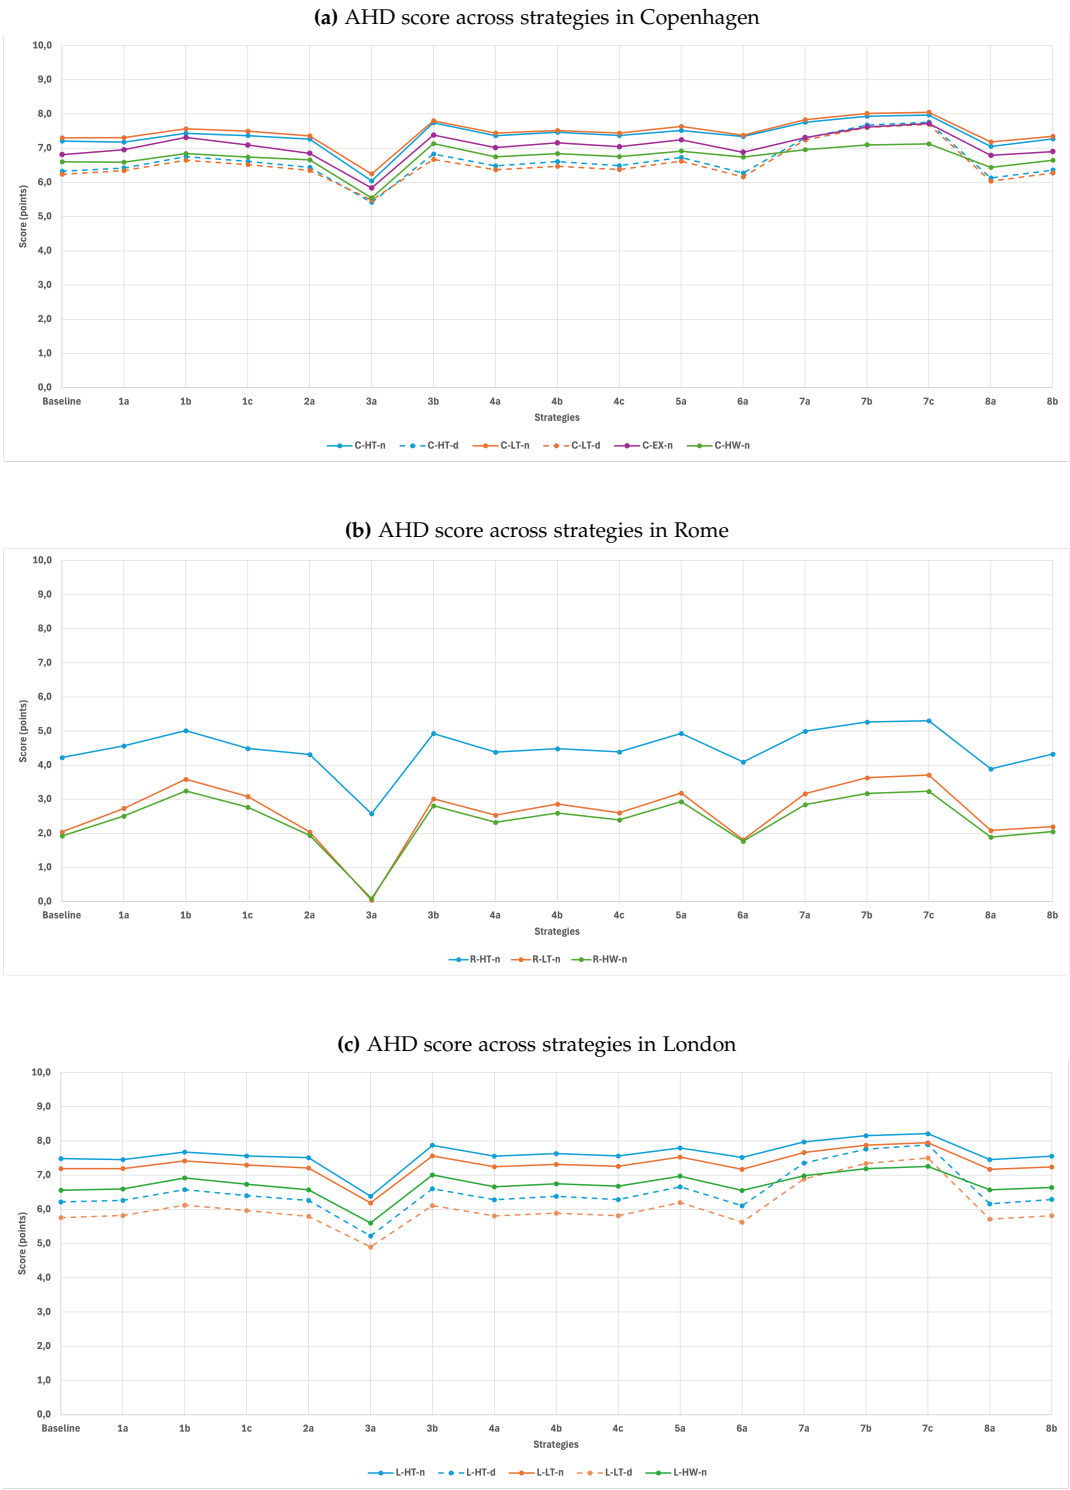 (a) AHD score across strategies in Copenhagen
10,0
9,0
8,0
7,0
6,0
5,0
4,0
3,0
2,0
1,0
0,0
Score (points)
Baseline 1a 1b 1c 2a 3a 3b 4a 4b 4c 5a 6a 7a 7b 7c 8a 8b
Strategies
C-HT-n C-HT-d C-LT-n C-LT-d C-EX-n C-HW-n
(b) AHD score across strategies in Rome
10,0
9,0
8,0
7,0
6,0
5,0
4,0
3,0
2,0
1,0
0,0
Score (points)
Baseline 1a 1b 1c 2a 3a 3b 4a 4b 4c 5a 6a 7a 7b 7c 8a 8b
Strategies
R-HT-n R-LT-n R-HW-n
(c) AHD score across strategies in London
10,0
9,0
8,0
7,0
6,0
5,0
4,0
3,0
2,0
1,0
0,0
Score (points)
Baseline 1a 1b 1c 2a 3a 3b 4a 4b 4c 5a 6a 7a 7b 7c 8a 8b
Strategies
L-HT-n L-HT-d L-LT-n L-LT-d L-HW-n